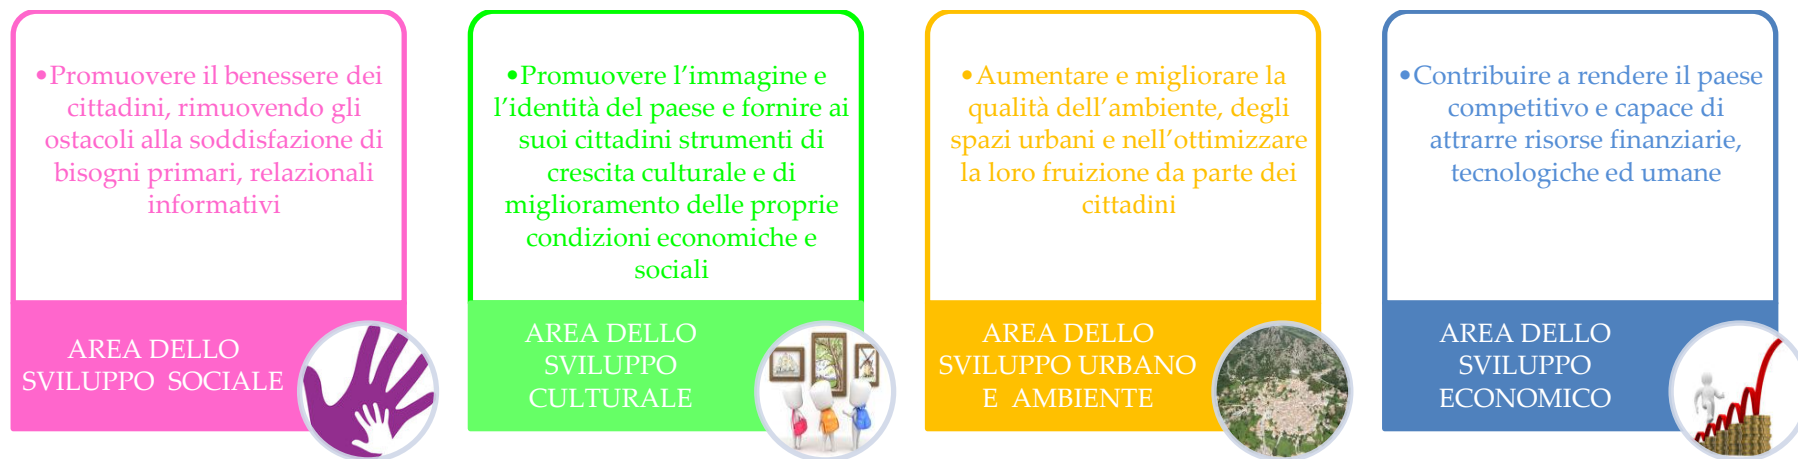 •Promuovere il benessere dei
cittadini, rimuovendo gli
ostacoli alla soddisfazione di
bisogni primari, relazionali
informativi
AREA DELLO
SVILUPPO SOCIALE
•Promuovere l’immagine e
l’identità del paese e fornire ai
suoi cittadini strumenti di
crescita culturale e di
miglioramento delle proprie
condizioni economiche e
sociali
AREA DELLO
SVILUPPO
CULTURALE
•Aumentare e migliorare la
qualità dell’ambiente, degli
spazi urbani e nell’ottimizzare
la loro fruizione da parte dei
cittadini
AREA DELLO
SVILUPPO URBANO
E AMBIENTE
•Contribuire a rendere il paese
competitivo e capace di
attrarre risorse finanziarie,
tecnologiche ed umane
AREA DELLO
SVILUPPO
ECONOMICO